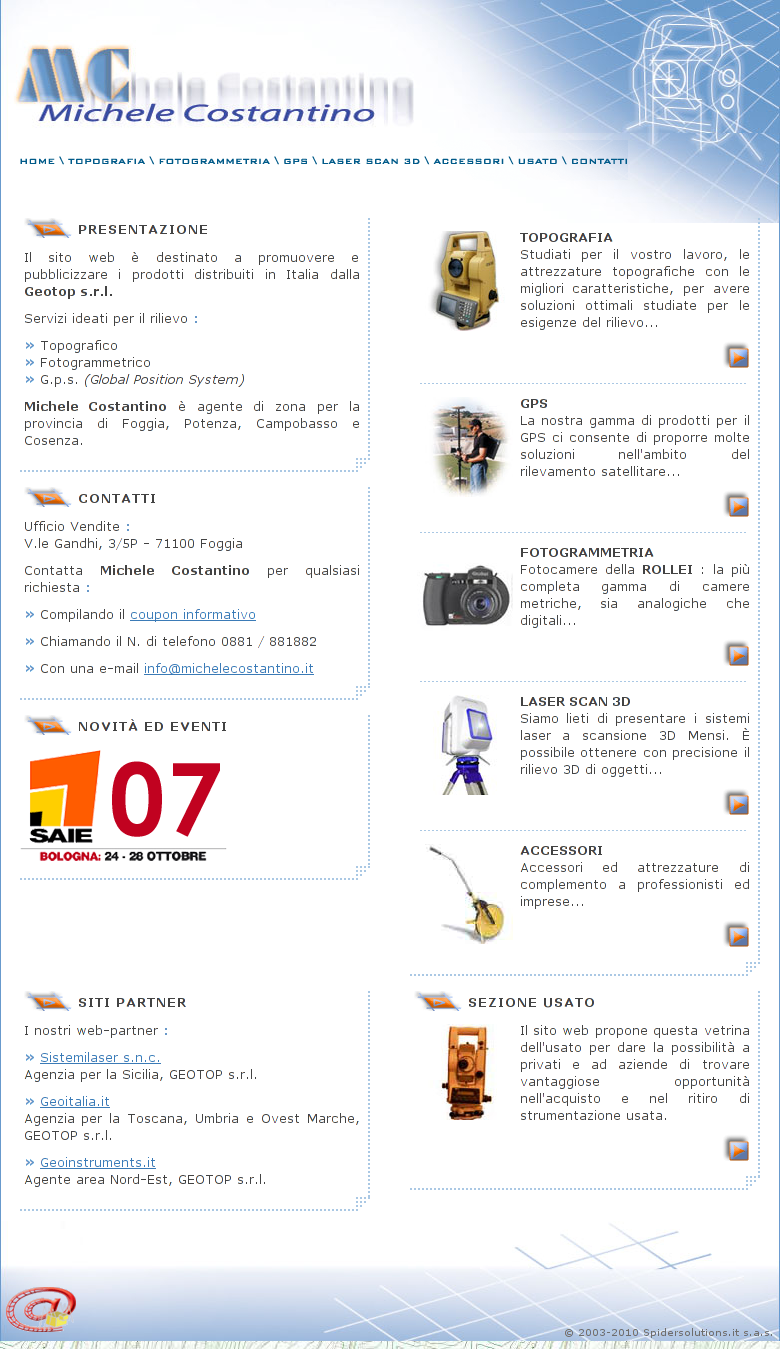 MC
Michele Costantino
HOME \ TOPOGRAFIA \ FOTOGRAMMETRIA \ GPS \ LASER SCAN 3D \ ACCESSORI \ USATO \ CONTATTI
PRESENTAZIONE
Il sito web è destinato a promuovere e
pubblicizzare i prodotti distribuiti in Italia dalla
Geotop s.r.l.
Servizi ideati per il rilievo :
» Topografico
» Fotogrammetrico
» G.p.s. (Global Position System)
Michele Costantino è agente di zona per la
provincia di Foggia, Potenza, Campobasso e
Cosenza.
CONTATTI
Ufficio Vendite :
V.le Gandhi, 3/5P - 71100 Foggia
Contatta Michele Costantino per qualsiasi
richiesta :
» Compilando il coupon informativo
» Chiamando il N. di telefono 0881 / 881882
» Con una e-mail info@michelecostantino.it
NOVITÀ ED EVENTI
SAIE 07
BOLOGNA: 24 - 28 OTTOBRE
TOPOGRAFIA
Studiati per il vostro lavoro, le
attrezzature topografiche con le
migliori caratteristiche, per avere
soluzioni ottimali studiate per le
esigenze del rilievo...
GPS
La nostra gamma di prodotti per il
GPS ci consente di proporre molte
soluzioni nell'ambito del
rilevamento satellitare...
FOTOGRAMMETRIA
Fotocamere della ROLLEI : la più
completa gamma di camere
metriche, sia analogiche che
digitali...
LASER SCAN 3D
Siamo lieti di presentare i sistemi
laser a scansione 3D Mensi. È
possibile ottenere con precisione il
rilievo 3D di oggetti...
ACCESSORI
Accessori ed attrezzature di
complemento a professionisti ed
imprese...
SITI PARTNER
I nostri web-partner :
» Sistemilaser s.n.c.
Agenzia per la Sicilia, GEOTOP s.r.l.
» Geoitalia.it
Agenzia per la Toscana, Umbria e Ovest Marche,
GEOTOP s.r.l.
» Geoinstruments.it
Agente area Nord-Est, GEOTOP s.r.l.
SEZIONE USATO
Il sito web propone questa vetrina
dell'usato per dare la possibilità a
privati e ad aziende di trovare
vantaggiose opportunità
nell'acquisto e nel ritiro di
strumentazione usata.
© 2003-2010 Spidersolutions.it s.a.s.